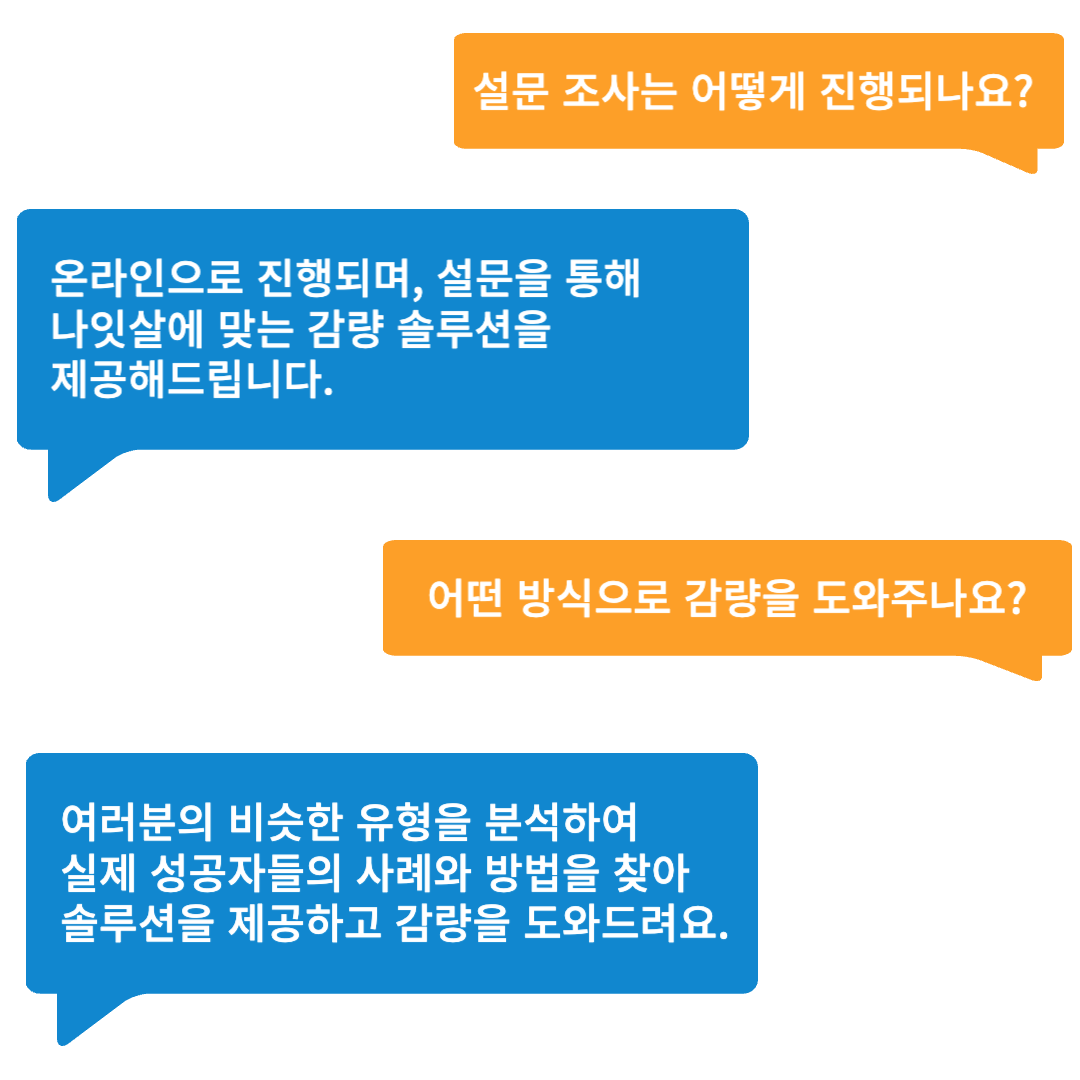 설문 조사는 어떻게 진행되나요?
온라인으로 진행되며, 설문을 통해
나잇살에 맞는 감량 솔루션을
제공해드립니다.
어떤 방식으로 감량을 도와주나요?
여러분의 비슷한 유형을 분석하여
실제 성공자들의 사례와 방법을 찾아
솔루션을 제공하고 감량을 도와드려요.